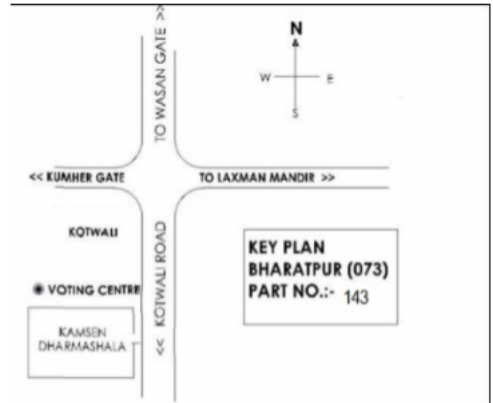 TO WASAN GATE >>
N
W
E
S
<< KUMHER GATE
TO LAXMAN MANDIR >>
KOTWALI
<< KOTWALI ROAD
VOTING CENTRE
KAMSEN
DHARMASHALA
KEY PLAN
BHARATPUR (073)
PART NO.:- 143